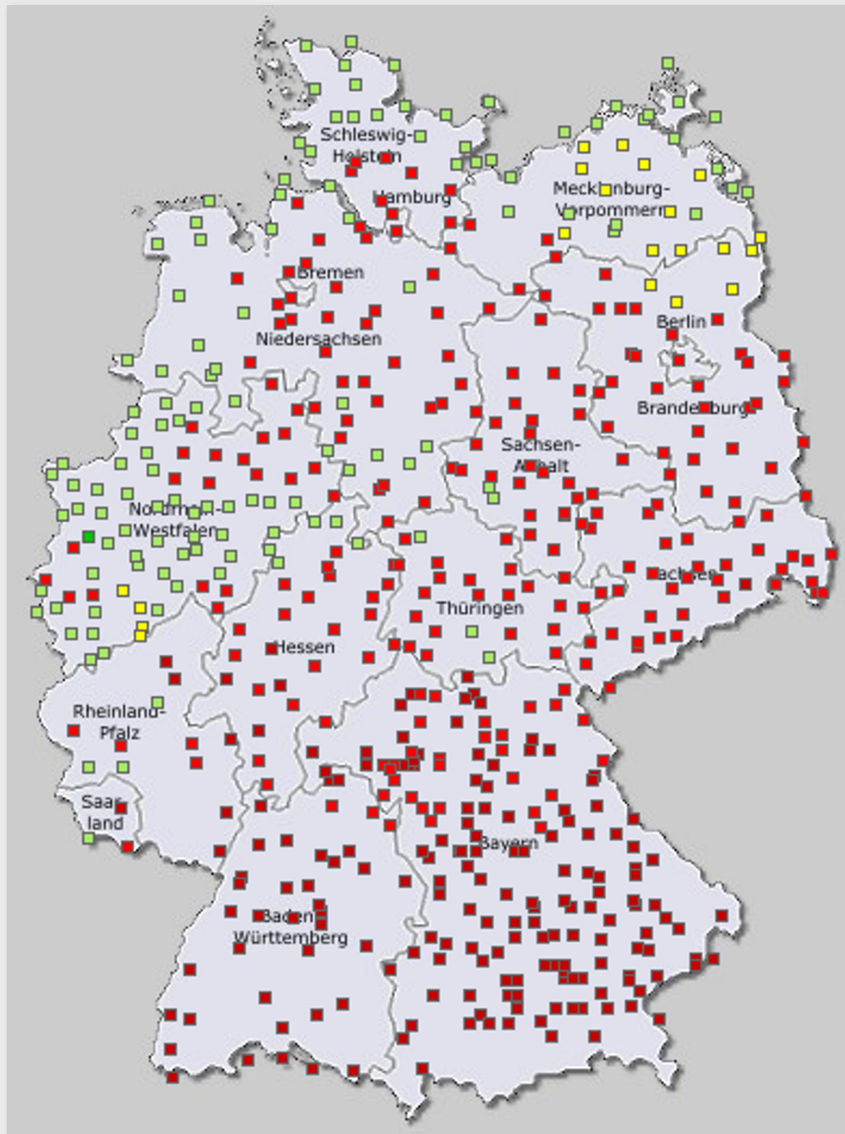 Schleswig-
Holstein
Hamburg
Mecklenburg-
Vorpommern
Bremen
Niedersachsen
Berlin
Brandenburg
Sachsen-
Anhalt
Nordrhein-
Westfalen
Sachsen
Thüringen
Hessen
Rheinland-
Pfalz
Saar
land
Bayern
Baden
Württemberg